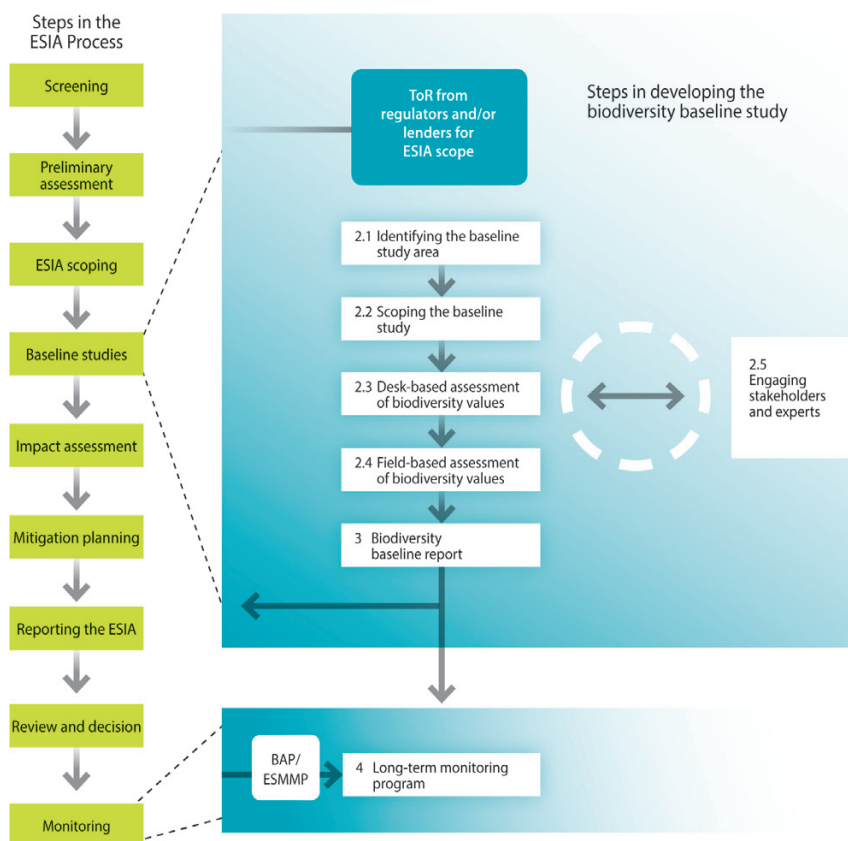 Steps in the
ESIA Process
Screening
Preliminary
assessment
ESIA scoping
Baseline studies
Impact assessment
Mitigation planning
Reporting the ESIA
Review and decision
Monitoring
ToR from
regulators and/or
lenders for
ESIA scope
Steps in developing the
biodiversity baseline study
2.1 Identifying the baseline
study area
2.2 Scoping the baseline
study
2.3 Desk-based assessment
of biodiversity values
2.4 Field-based assessment
of biodiversity values
3 Biodiversity
baseline report
2.5
Engaging
stakeholders
and experts
BAP/
ESMMP
4 Long-term monitoring
program